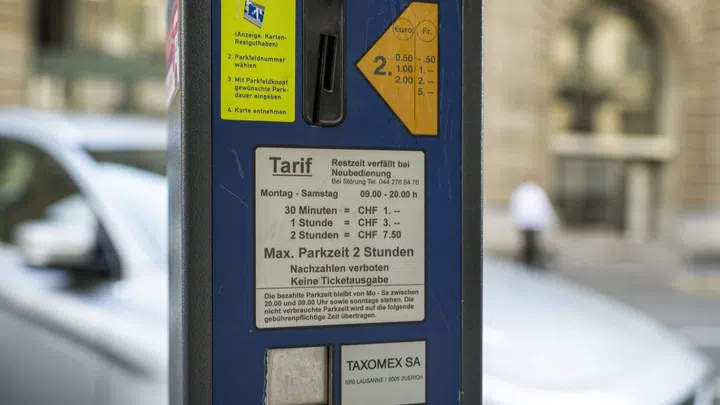 (Anzeige: Karten-
Restguthaben)
2. Parkfeldnummer
wählen
3. Mit Parkfeldknopf
gewünschte Park-
dauer eingeben
4. Karte entnehmen
Euro Fr.
2.
0.50 - .50
1.00 1. --
2.00 2. --
5. --
Tarif
Restzeit verfällt bei
Neubedienung
Bei Störung Tel. 044 276 84 76
Montag - Samstag 09.00 - 20.00 h
30 Minuten = CHF 1. --
1 Stunde = CHF 3. --
2 Stunden = CHF 7.50
Max. Parkzeit 2 Stunden
Nachzahlen verboten
Keine Ticketausgabe
Die bezahlte Parkzeit bleibt von Mo - Sa zwischen
20.00 und 09.00 Uhr sowie sonntags stehen. Die
nicht verbrauchte Parkzeit wird auf die folgende
gebührenpflichtige Zeit übertragen.
TAXOMEX SA
1010 LAUSANNE / 8005 ZUERICH